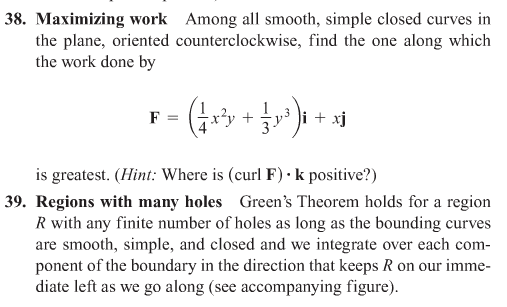 38. Maximizing work Among all smooth, simple closed curves in
the plane, oriented counterclockwise, find the one along which
the work done by
F = (1/4 x²y + 1/3 y³)i + xj
is greatest. (Hint: Where is (curl F) · k positive?)
39. Regions with many holes Green's Theorem holds for a region
R with any finite number of holes as long as the bounding curves
are smooth, simple, and closed and we integrate over each com-
ponent of the boundary in the direction that keeps R on our imme-
diate left as we go along (see accompanying figure).